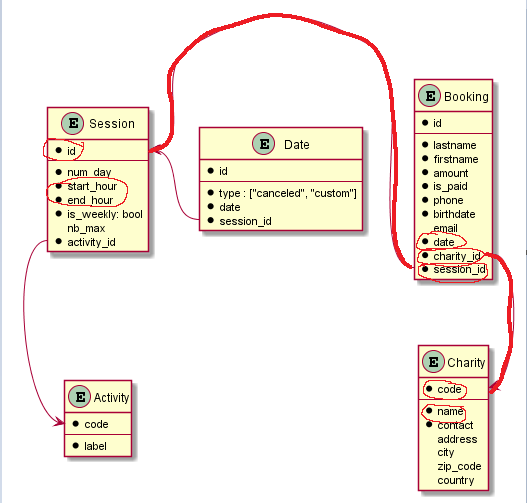 E Session
id
num_day
start_hour
end_hour
is_weekly: bool
nb_max
activity_id
E Date
id
type : ["canceled", "custom"]
date
session_id
E Booking
id
lastname
firstname
amount
is_paid
phone
birthdate
email
date
charity_id
session_id
E Activity
code
label
E Charity
code
name
contact
address
city
zip_code
country